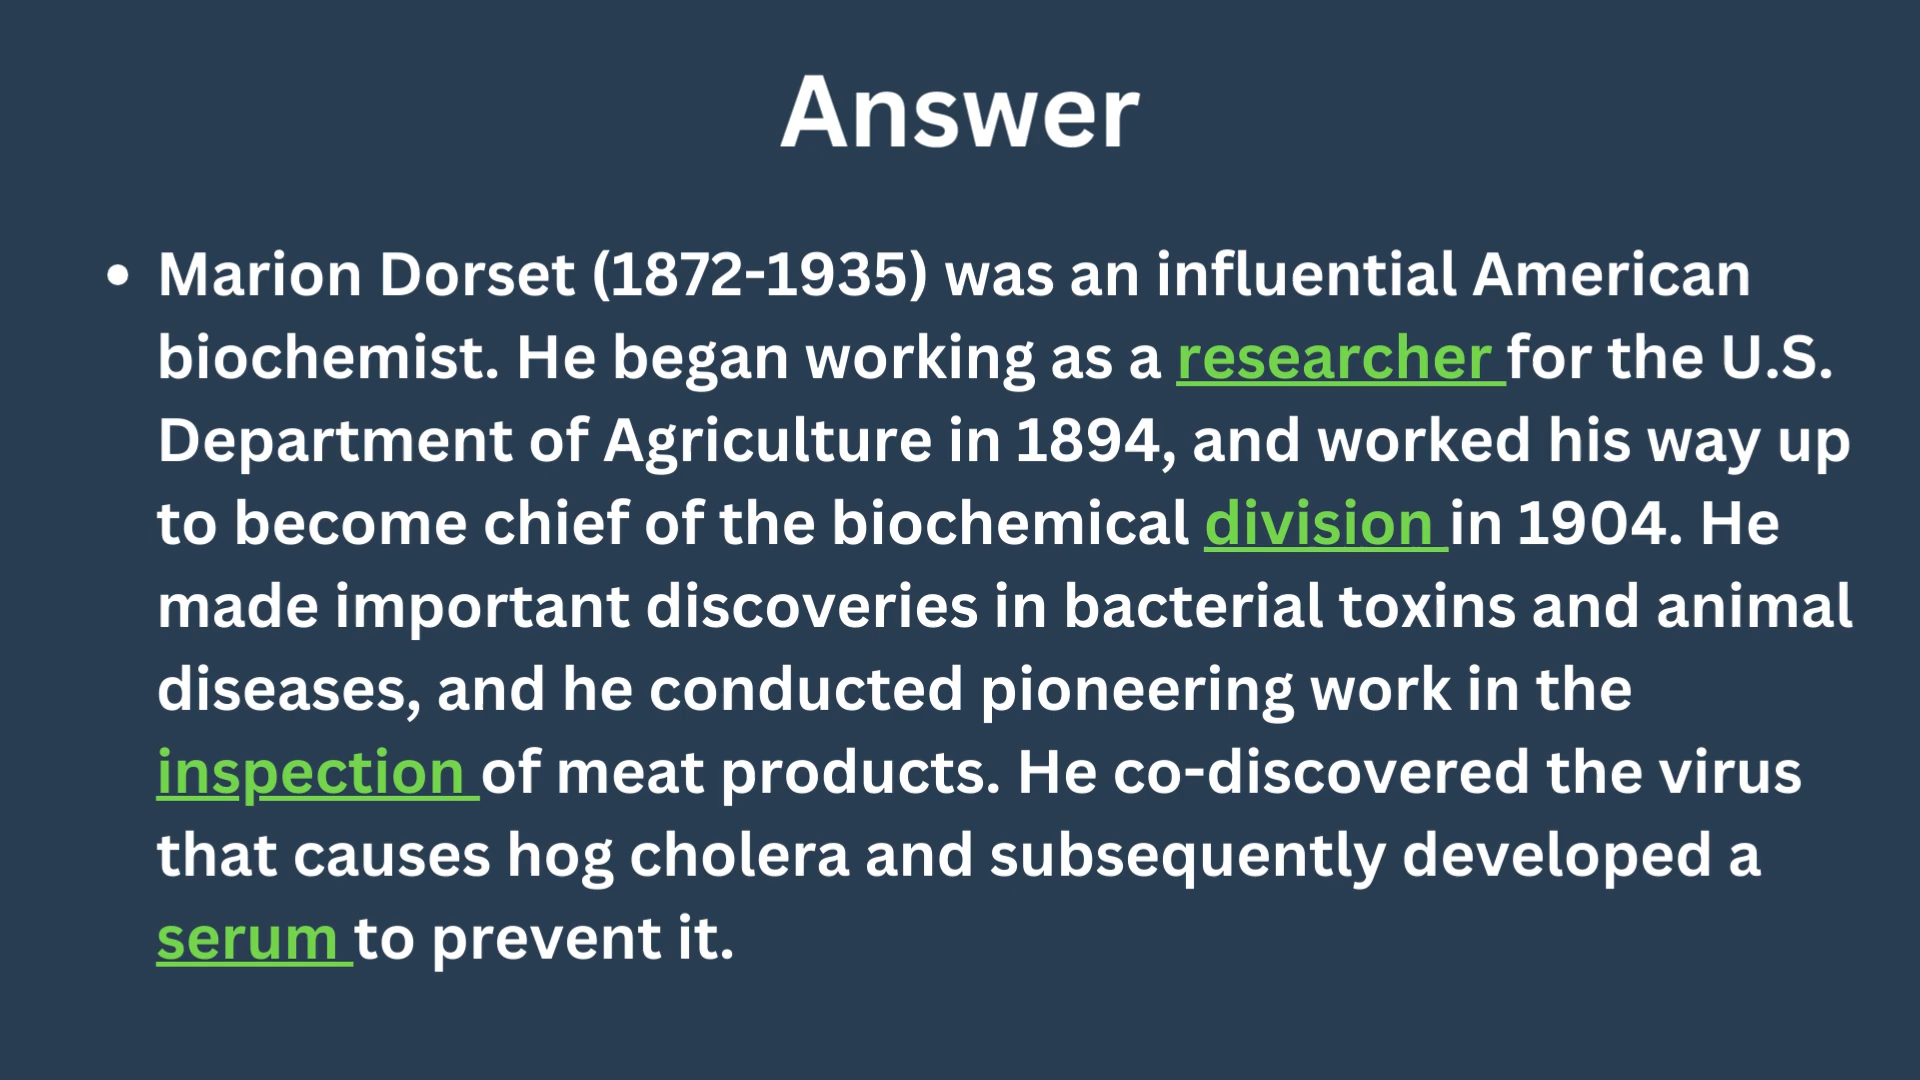 Answer
• Marion Dorset (1872-1935) was an influential American
biochemist. He began working as a researcher for the U.S.
Department of Agriculture in 1894, and worked his way up
to become chief of the biochemical division in 1904. He
made important discoveries in bacterial toxins and animal
diseases, and he conducted pioneering work in the
inspection of meat products. He co-discovered the virus
that causes hog cholera and subsequently developed a
serum to prevent it.